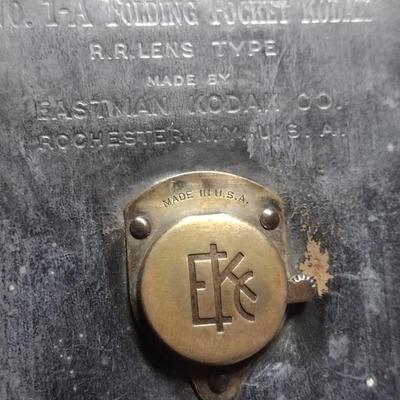 No. 1-A FOLDING POCKET KODAK
R.R. LENS TYPE
MADE BY
EASTMAN KODAK CO.
ROCHESTER, N.Y., U.S.A.
MADE IN U.S.A.
EKC